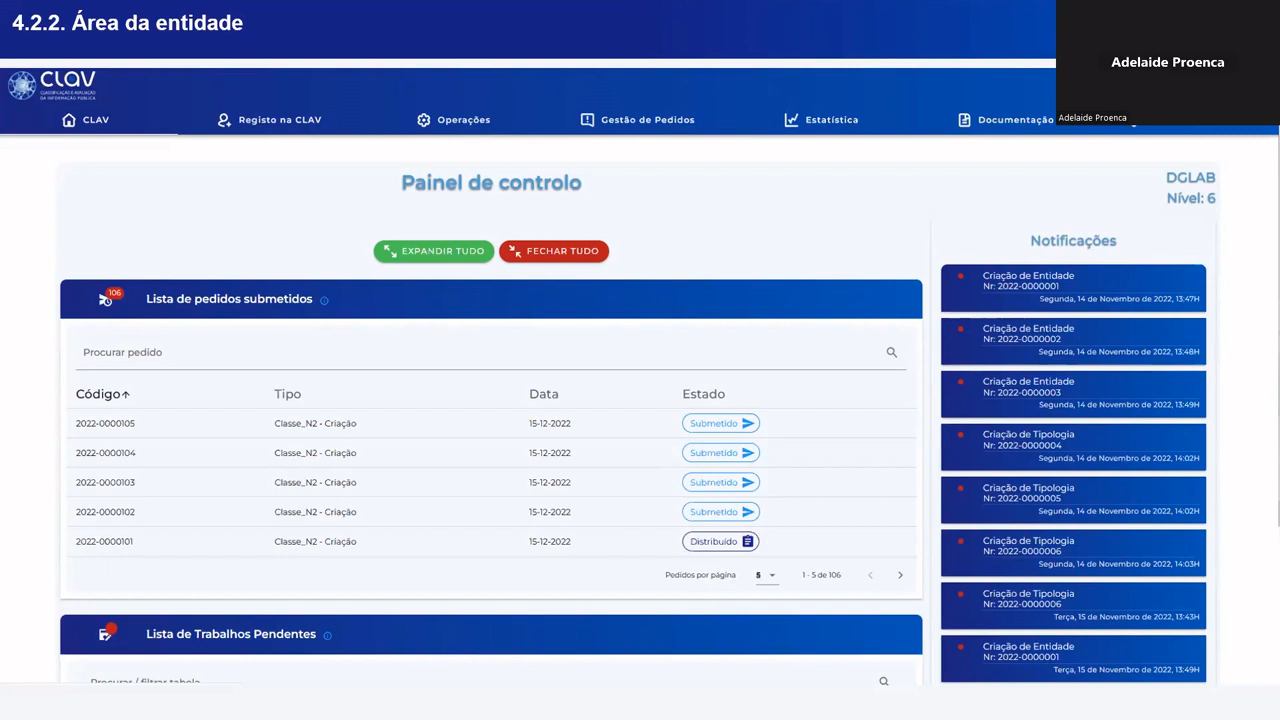 4.2.2. Área da entidade
Adelaide Proenca
Adelaide Proenca
CLAV
CLASSIFICAÇÃO E AVALIAÇÃO
DA INFORMAÇÃO PÚBLICA
CLAV
Registo na CLAV
Operações
Gestão de Pedidos
Estatística
Documentação
Painel de controlo
DGLAB
Nível: 6
EXPANDIR TUDO
FECHAR TUDO
106
Lista de pedidos submetidos
Procurar pedido
Código Tipo Data Estado
2022-0000105 Classe_N2 - Criação 15-12-2022 Submetido
2022-0000104 Classe_N2 - Criação 15-12-2022 Submetido
2022-0000103 Classe_N2 - Criação 15-12-2022 Submetido
2022-0000102 Classe_N2 - Criação 15-12-2022 Submetido
2022-0000101 Classe_N2 - Criação 15-12-2022 Distribuído
Pedidos por página 5 1 - 5 de 106
Lista de Trabalhos Pendentes
Procurar / filtrar tabela
Notificações
Criação de Entidade
Nr: 2022-0000001
Segunda, 14 de Novembro de 2022, 13:47H
Criação de Entidade
Nr: 2022-0000002
Segunda, 14 de Novembro de 2022, 13:48H
Criação de Entidade
Nr: 2022-0000003
Segunda, 14 de Novembro de 2022, 13:49H
Criação de Tipologia
Nr: 2022-0000004
Segunda, 14 de Novembro de 2022, 14:02H
Criação de Tipologia
Nr: 2022-0000005
Segunda, 14 de Novembro de 2022, 14:02H
Criação de Tipologia
Nr: 2022-0000006
Segunda, 14 de Novembro de 2022, 14:03H
Criação de Tipologia
Nr: 2022-0000006
Terça, 15 de Novembro de 2022, 13:43H
Criação de Entidade
Nr: 2022-0000001
Terça, 15 de Novembro de 2022, 13:49H